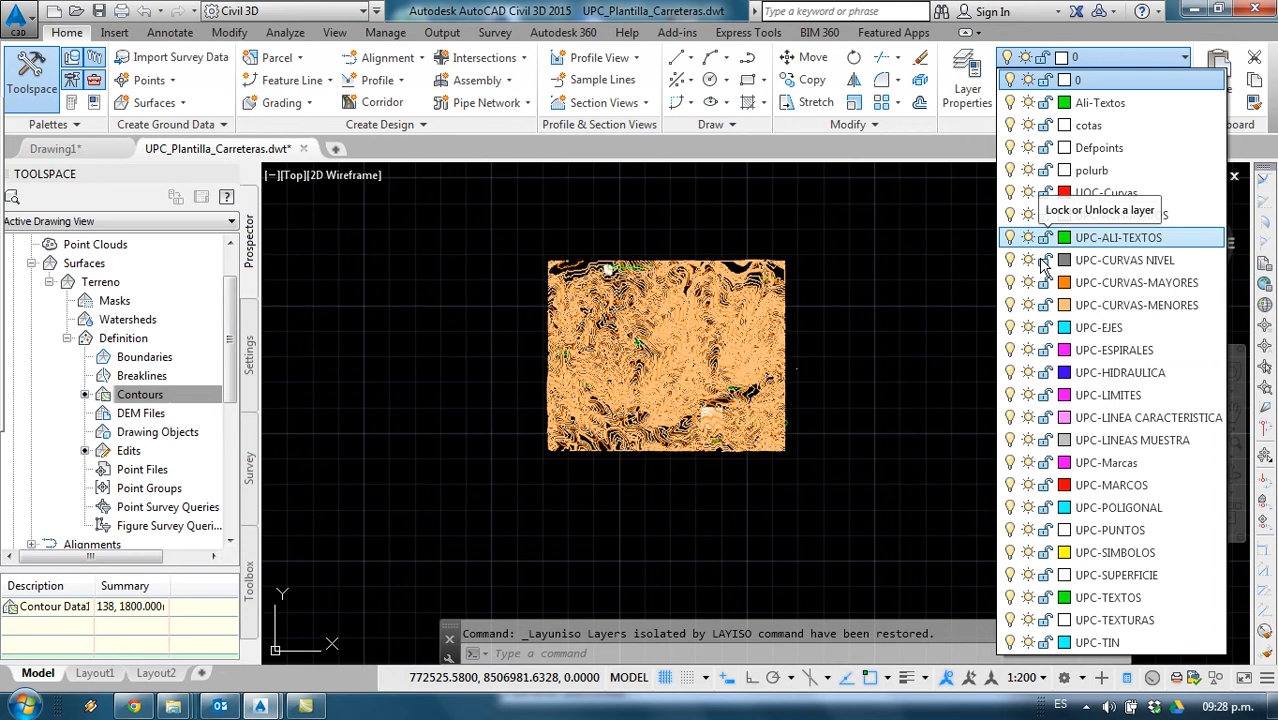 Civil 3D
Autodesk AutoCAD Civil 3D 2015 UPC_Plantilla_Carreteras.dwt
Type a keyword or phrase
Sign In
Home Insert Annotate Modify Analyze View Manage Output Survey Autodesk 360 Help Add-ins Express Tools BIM 360 Featured Apps
Toolspace
Import Survey Data
Points
Surfaces
Parcel
Feature Line
Grading
Alignment
Profile
Corridor
Intersections
Assembly
Pipe Network
Profile View
Sample Lines
Section Views
Move
Copy
Stretch
Layer
Properties
0
Palettes
Create Ground Data
Create Design
Profile & Section Views
Draw
Modify
Drawing1*
UPC_Plantilla_Carreteras.dwt*
TOOLSPACE
Active Drawing View
Point Clouds
Surfaces
Terreno
Masks
Watersheds
Definition
Boundaries
Breaklines
Contours
DEM Files
Drawing Objects
Edits
Point Files
Point Groups
Point Survey Queries
Figure Survey Queri...
Alignments
Description Summary
Contour Data1 138, 1800.000
Prospector
Settings
Survey
Toolbox
[−][Top][2D Wireframe]
Y
X
0
Ali-Textos
cotas
Defpoints
polurb
UOC-Curvas
Lock or Unlock a layer
UPC-ALI-TEXTOS
UPC-CURVAS NIVEL
UPC-CURVAS-MAYORES
UPC-CURVAS-MENORES
UPC-EJES
UPC-ESPIRALES
UPC-HIDRAULICA
UPC-LIMITES
UPC-LINEA CARACTERISTICA
UPC-LINEAS MUESTRA
UPC-Marcas
UPC-MARCOS
UPC-POLIGONAL
UPC-PUNTOS
UPC-SIMBOLOS
UPC-SUPERFICIE
UPC-TEXTOS
UPC-TEXTURAS
UPC-TIN
Command: _Layuniso Layers isolated by LAYISO command have been restored.
Type a command
Model Layout1 Layout2
772525.5800, 8506981.6328, 0.0000 MODEL
1:200
ES
09:28 p.m.